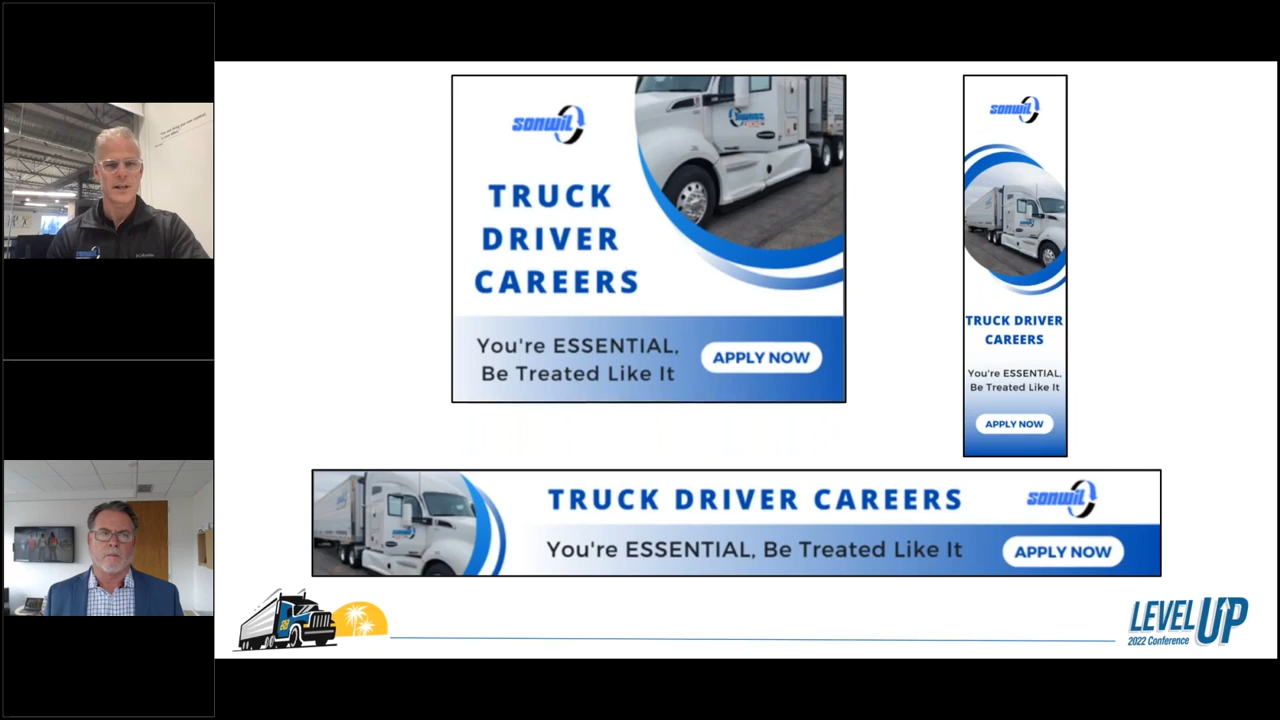 sonwil
TRUCK
DRIVER
CAREERS
You're ESSENTIAL,
Be Treated Like It
APPLY NOW
sonwil
TRUCK DRIVER
CAREERS
You're ESSENTIAL,
Be Treated Like It
APPLY NOW
TRUCK DRIVER CAREERS
sonwil
You're ESSENTIAL, Be Treated Like It
APPLY NOW
LEVEL UP
2022 Conference